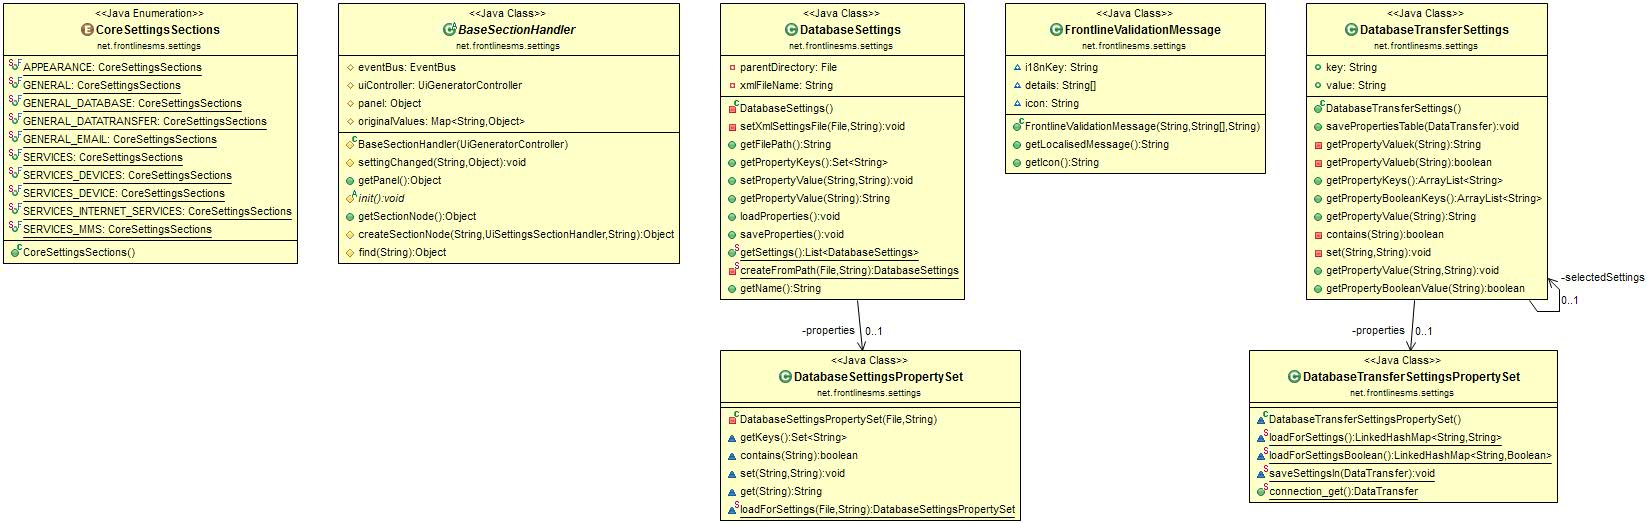 <<Java Enumeration>>
CoreSettingsSections
net.frontlinesms.settings
APPEARANCE: CoreSettingsSections
GENERAL: CoreSettingsSections
GENERAL_DATABASE: CoreSettingsSections
GENERAL_DATATRANSFER: CoreSettingsSections
GENERAL_EMAIL: CoreSettingsSections
SERVICES: CoreSettingsSections
SERVICES_DEVICES: CoreSettingsSections
SERVICES_DEVICE: CoreSettingsSections
SERVICES_INTERNET_SERVICES: CoreSettingsSections
SERVICES_MMS: CoreSettingsSections
CoreSettingsSections()
<<Java Class>>
BaseSectionHandler
net.frontlinesms.settings
eventBus: EventBus
uiController: UiGeneratorController
panel: Object
originalValues: Map<String,Object>
BaseSectionHandler(UiGeneratorController)
settingChanged(String,Object):void
getPanel():Object
init():void
getSectionNode():Object
createSectionNode(String,UiSettingsSectionHandler,String):Object
find(String):Object
<<Java Class>>
DatabaseSettings
net.frontlinesms.settings
parentDirectory: File
xmlFileName: String
DatabaseSettings()
setXmlSettingsFile(File,String):void
getFilePath():String
getPropertyKeys():Set<String>
setPropertyValue(String,String):void
getPropertyValue(String):String
loadProperties():void
saveProperties():void
getSettings():List<DatabaseSettings>
createFromPath(File,String):DatabaseSettings
getName():String
-properties 0..1
<<Java Class>>
DatabaseSettingsPropertySet
net.frontlinesms.settings
DatabaseSettingsPropertySet(File,String)
getKeys():Set<String>
contains(String):boolean
set(String,String):void
get(String):String
loadForSettings(File,String):DatabaseSettingsPropertySet
<<Java Class>>
FrontlineValidationMessage
net.frontlinesms.settings
i18nKey: String
details: String[]
icon: String
FrontlineValidationMessage(String,String[],String)
getLocalisedMessage():String
getIcon():String
<<Java Class>>
DatabaseTransferSettings
net.frontlinesms.settings
key: String
value: String
DatabaseTransferSettings()
savePropertiesTable(DataTransfer):void
getPropertyValuek(String):String
getPropertyValueb(String):boolean
getPropertyKeys():ArrayList<String>
getPropertyBooleanKeys():ArrayList<String>
getPropertyValue(String):String
contains(String):boolean
set(String,String):void
getPropertyValue(String,String):void
getPropertyBooleanValue(String):boolean
-selectedSettings
0..1
-properties 0..1
<<Java Class>>
DatabaseTransferSettingsPropertySet
net.frontlinesms.settings
DatabaseTransferSettingsPropertySet()
loadForSettings():LinkedHashMap<String,String>
loadForSettingsBoolean():LinkedHashMap<String,Boolean>
saveSettingsIn(DataTransfer):void
connection_get():DataTransfer